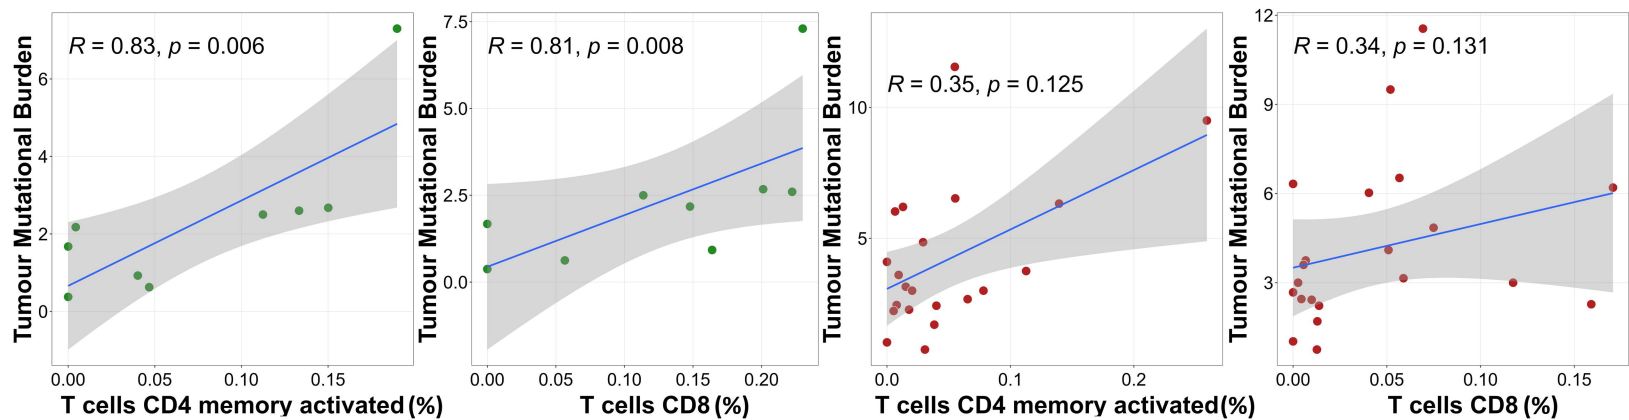 Tumour Mutational Burden
R = 0.83, p = 0.006
6
4
2
0
0.00 0.05 0.10 0.15
T cells CD4 memory activated (%)
Tumour Mutational Burden
R = 0.81, p = 0.008
7.5
5.0
2.5
0.0
0.00 0.05 0.10 0.15 0.20
T cells CD8 (%)
Tumour Mutational Burden
R = 0.35, p = 0.125
10
5
0.0 0.1 0.2
T cells CD4 memory activated (%)
Tumour Mutational Burden
R = 0.34, p = 0.131
12
9
6
3
0.00 0.05 0.10 0.15
T cells CD8 (%)